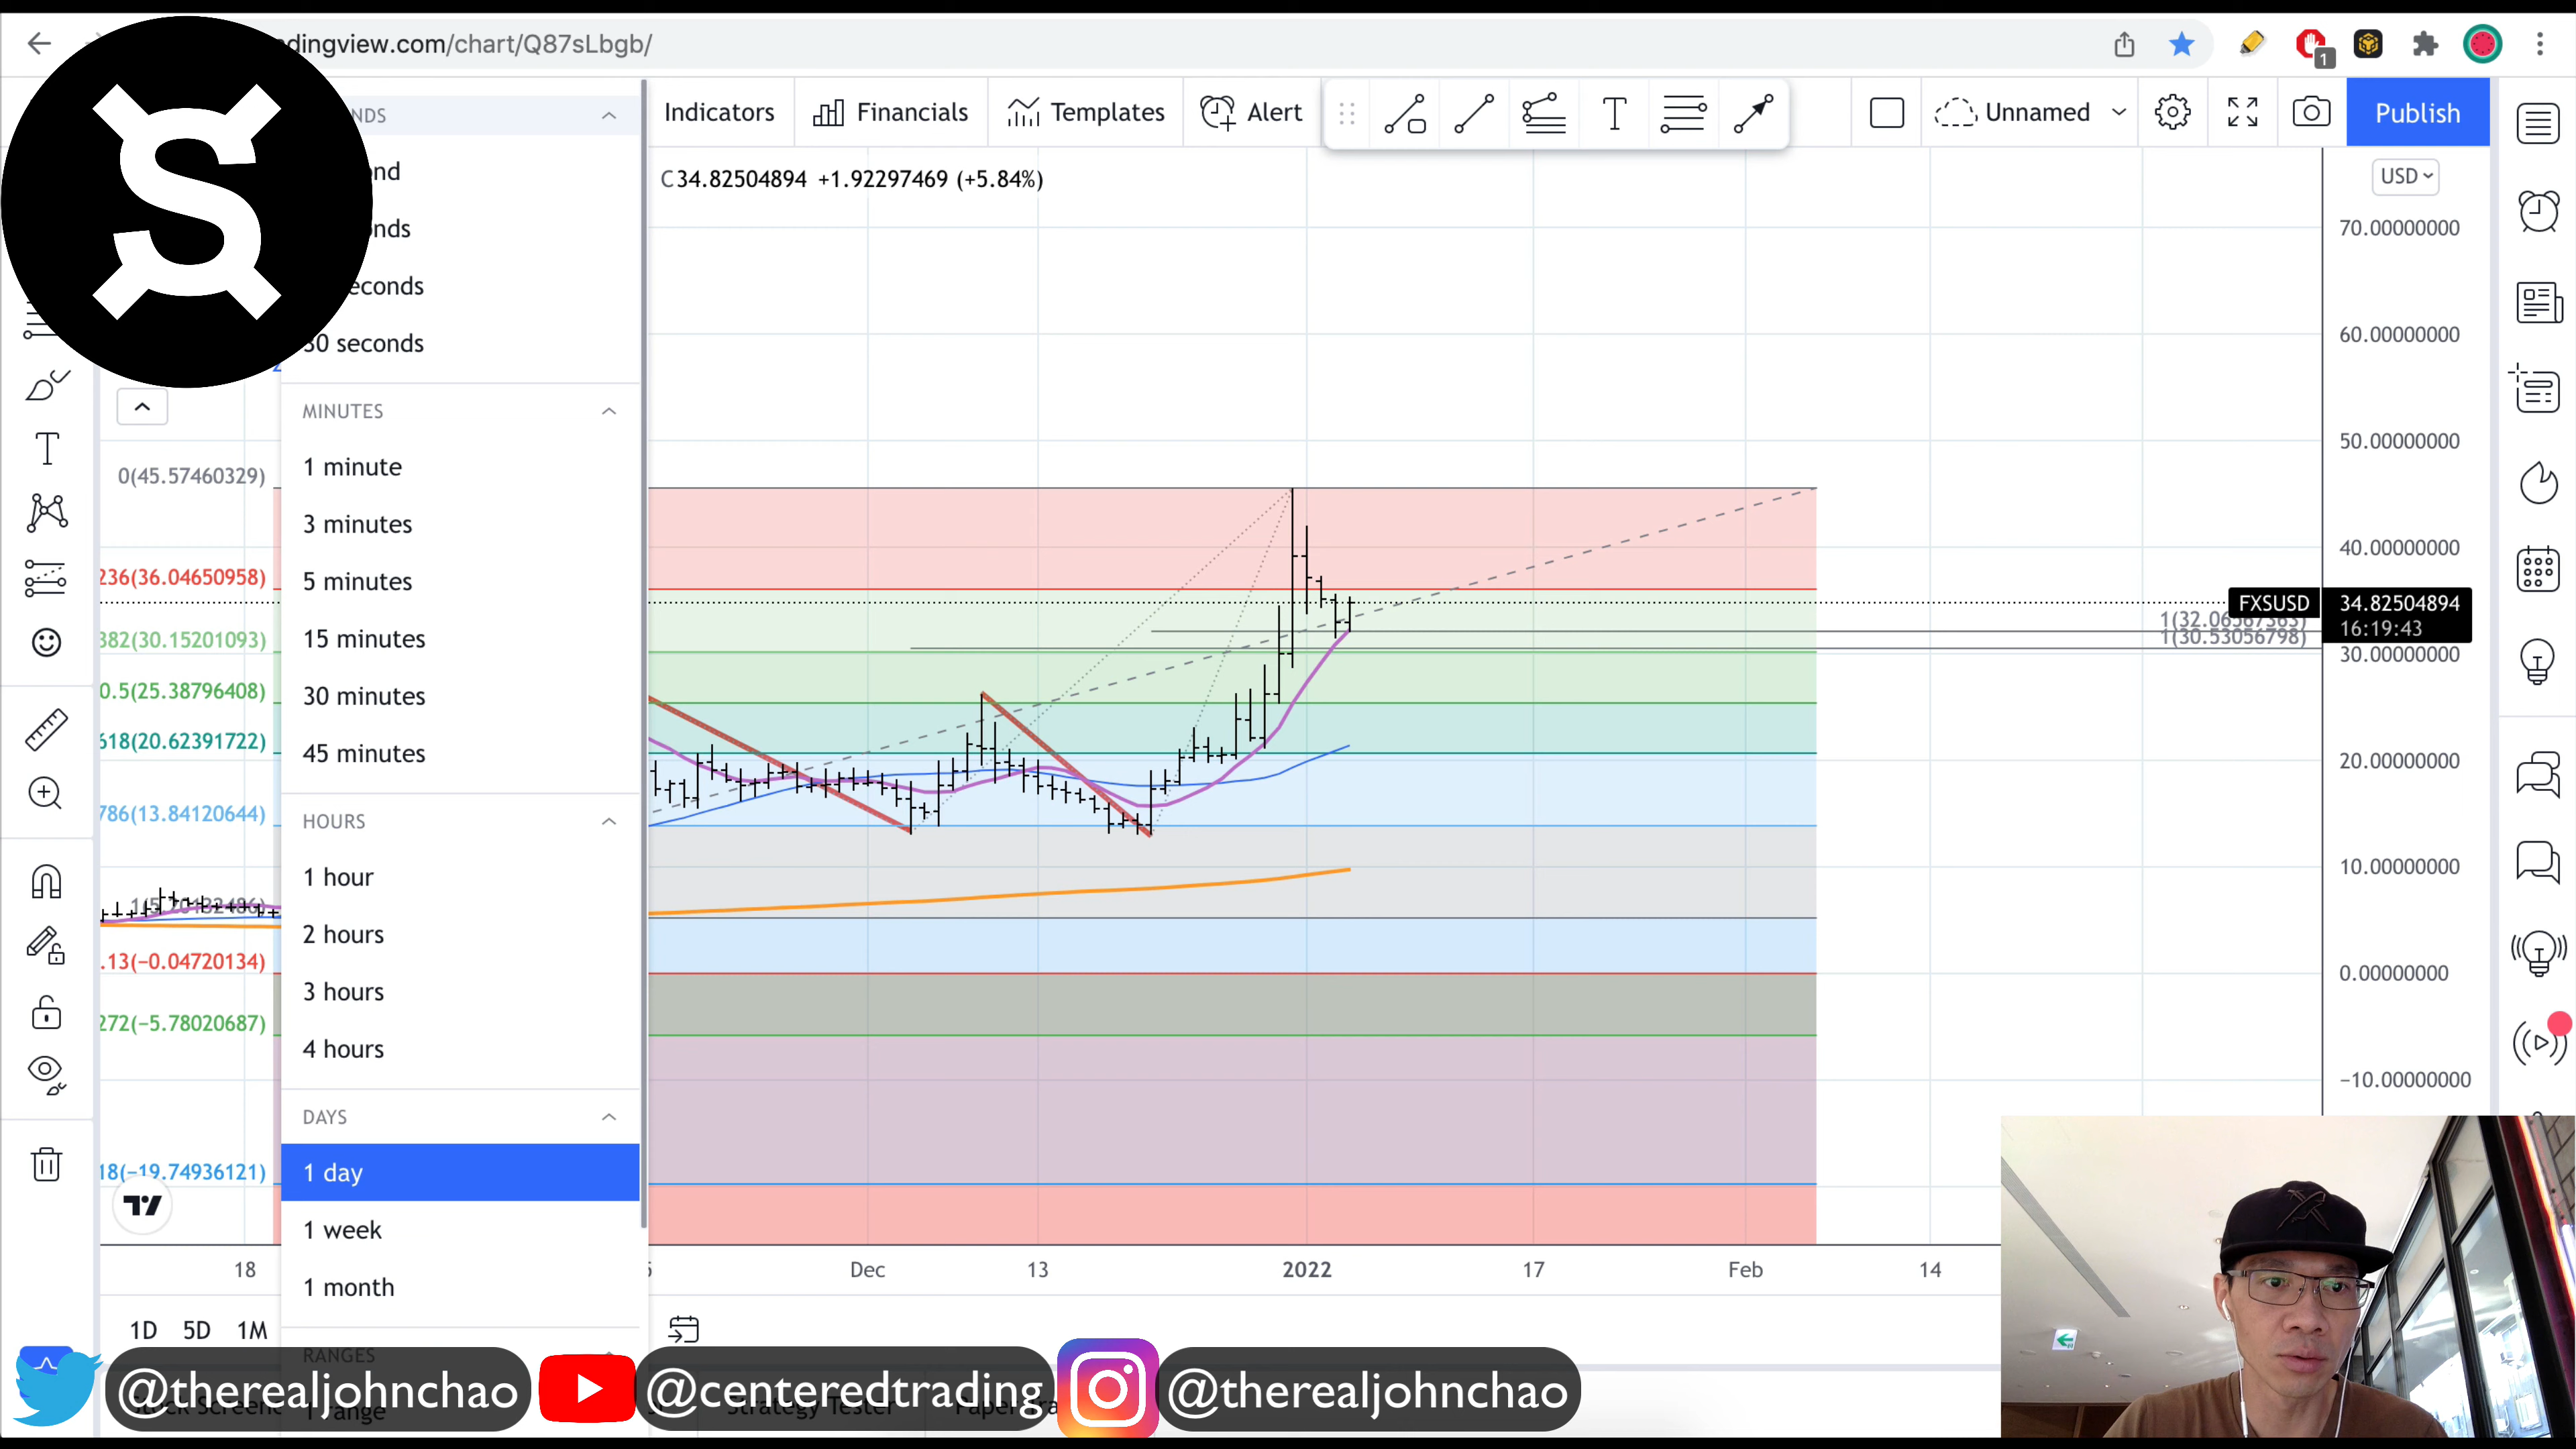 dingview.com/chart/Q87sLbgb/
1
Indicators
Financials
Templates
Alert
Unnamed
Publish
NDS
nd
nds
econds
30 seconds
MINUTES
1 minute
3 minutes
5 minutes
15 minutes
30 minutes
45 minutes
HOURS
1 hour
2 hours
3 hours
4 hours
DAYS
1 day
1 week
1 month
RANGES
1 range
C34.82504894 +1.92297469 (+5.84%)
USD
70.00000000
60.00000000
50.00000000
40.00000000
30.00000000
20.00000000
10.00000000
0.00000000
−10.00000000
FXSUSD
34.82504894
16:19:43
1(30.53056798)
0(45.57460329)
236(36.04650958)
382(30.15201093)
0.5(25.38796408)
618(20.62391722)
786(13.84120644)
.13(−0.04720134)
272(−5.78020687)
18(−19.74936121)
18
Dec
13
2022
17
Feb
14
1D 5D 1M
Strategy Tester
@therealjohnchao
@centeredtrading
@therealjohnchao